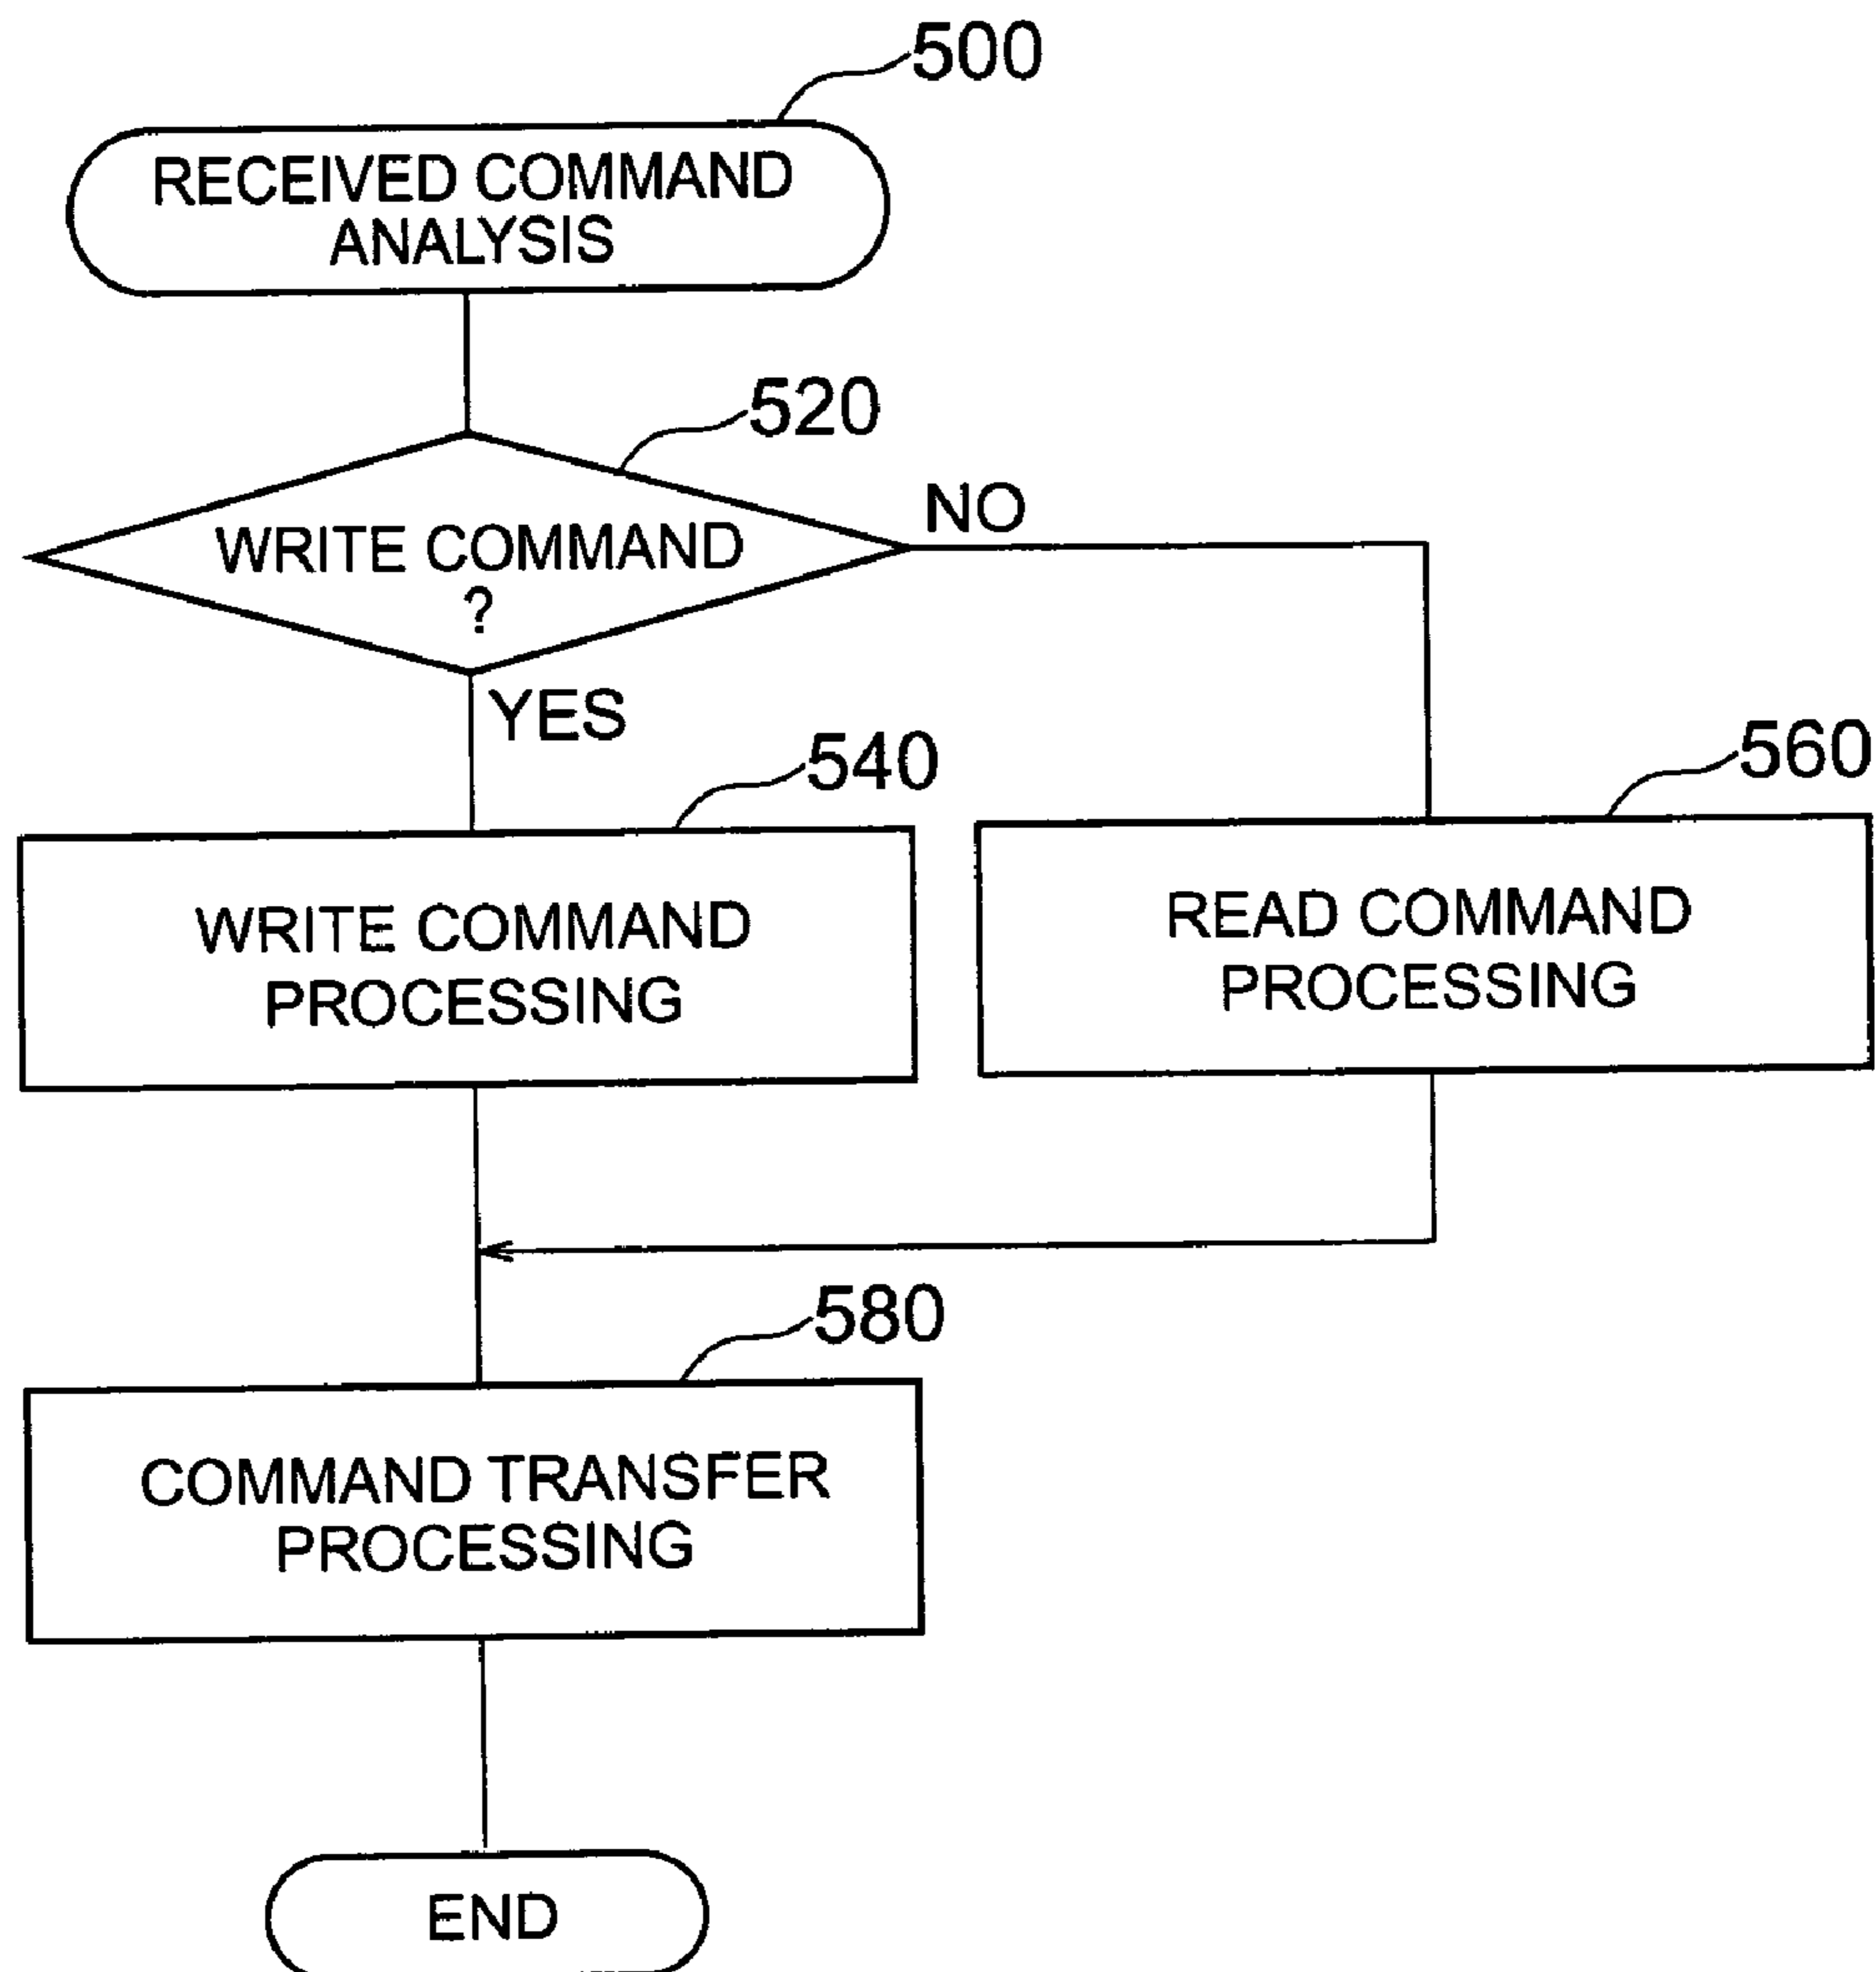 500
RECEIVED COMMAND
ANALYSIS
520
WRITE COMMAND
?
NO
YES
540
WRITE COMMAND
PROCESSING
560
READ COMMAND
PROCESSING
580
COMMAND TRANSFER
PROCESSING
END